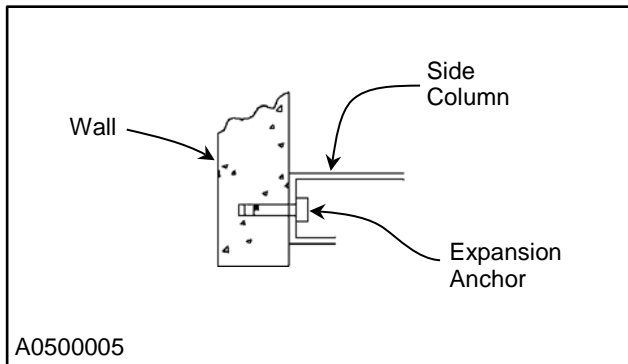 Side
Column
Wall
Expansion
Anchor
A0500005